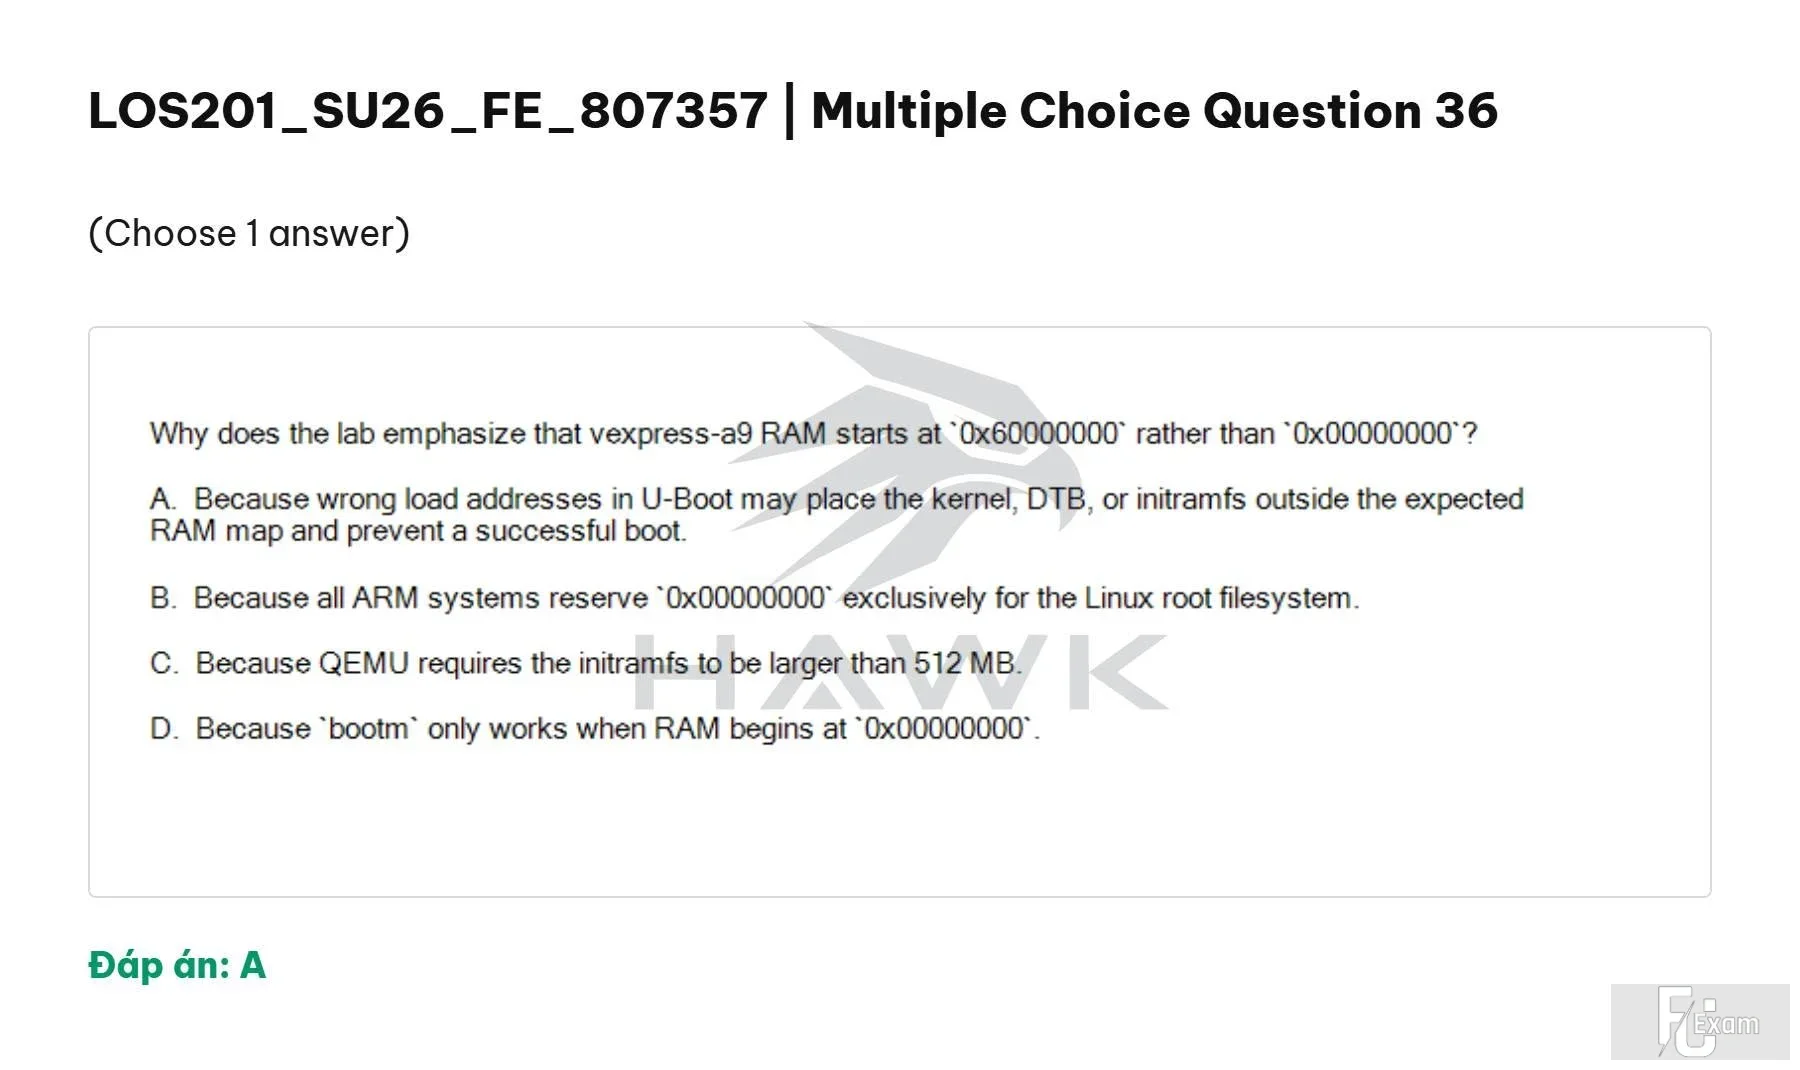 LOS201_SU26_FE_807357 | Multiple Choice Question 36
(Choose 1 answer)
Why does the lab emphasize that vexpress-a9 RAM starts at `0x60000000` rather than `0x00000000`?
A. Because wrong load addresses in U-Boot may place the kernel, DTB, or initramfs outside the expected
RAM map and prevent a successful boot.
B. Because all ARM systems reserve `0x00000000` exclusively for the Linux root filesystem.
C. Because QEMU requires the initramfs to be larger than 512 MB.
HAWK
D. Because `bootm` only works when RAM begins at `0x00000000`.
Đáp án: A
FU Exam